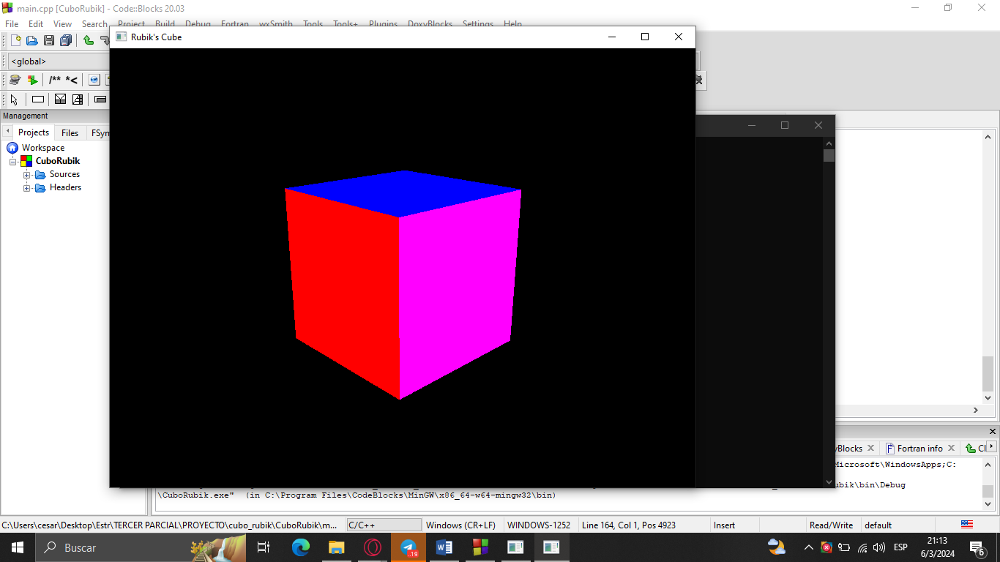 main.cpp [CuboRubik] - Code::Blocks 20.03
File Edit View Search Project Build Debug Fortran wxSmith Tools Tools+ Plugins DoxyBlocks Settings Help
Rubik's Cube
<global>
/** *<
Management
Projects Files FSyn
Workspace
CuboRubik
Sources
Headers
yBlocks Fortran info Cl
Microsoft\WindowsApps;C:
ubik\bin\Debug
\CuboRubik.exe" (in C:\Program Files\CodeBlocks\MinGW\x86_64-w64-mingw32\bin)
C:\Users\cesar\Desktop\Estr\TERCER PARCIAL\PROYECTO\cubo_rubik\CuboRubik\m... C/C++ Windows (CR+LF) WINDOWS-1252 Line 164, Col 1, Pos 4923 Insert Read/Write default
Buscar
.19
ESP
21:13
6/3/2024
6